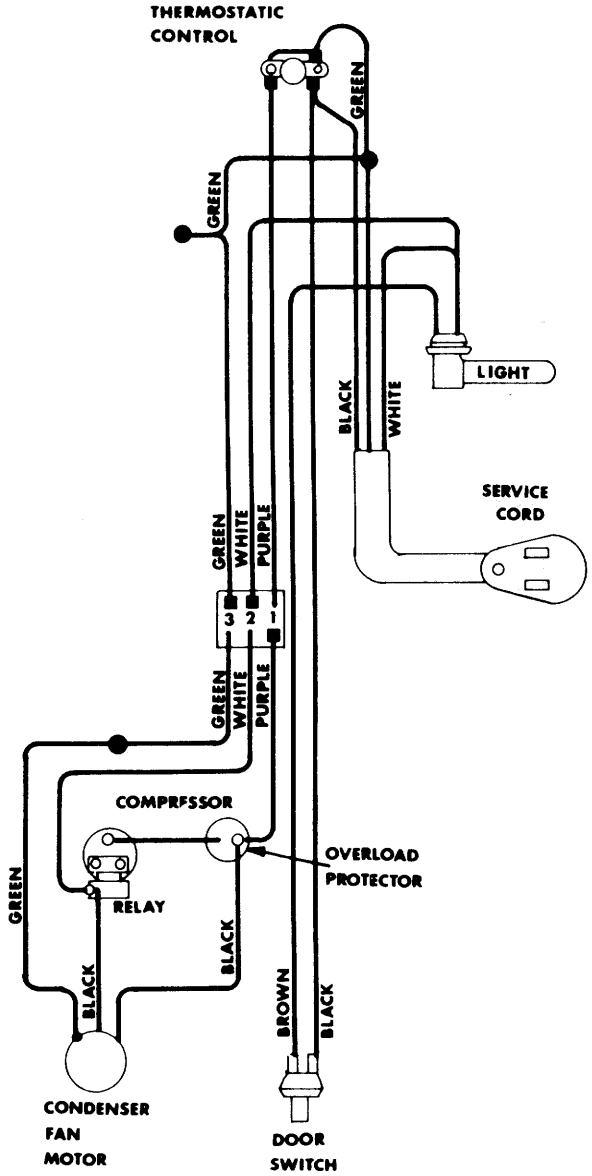 THERMOSTATIC
CONTROL
GREEN
GREEN
BLACK
WHITE
LIGHT
SERVICE
CORD
GREEN
WHITE
PURPLE
3 2 1
GREEN
WHITE
PURPLE
COMPRFSSOR
OVERLOAD
PROTECTOR
RELAY
GREEN
BLACK
BLACK
BROWN
BLACK
CONDENSER
FAN
MOTOR
DOOR
SWITCH